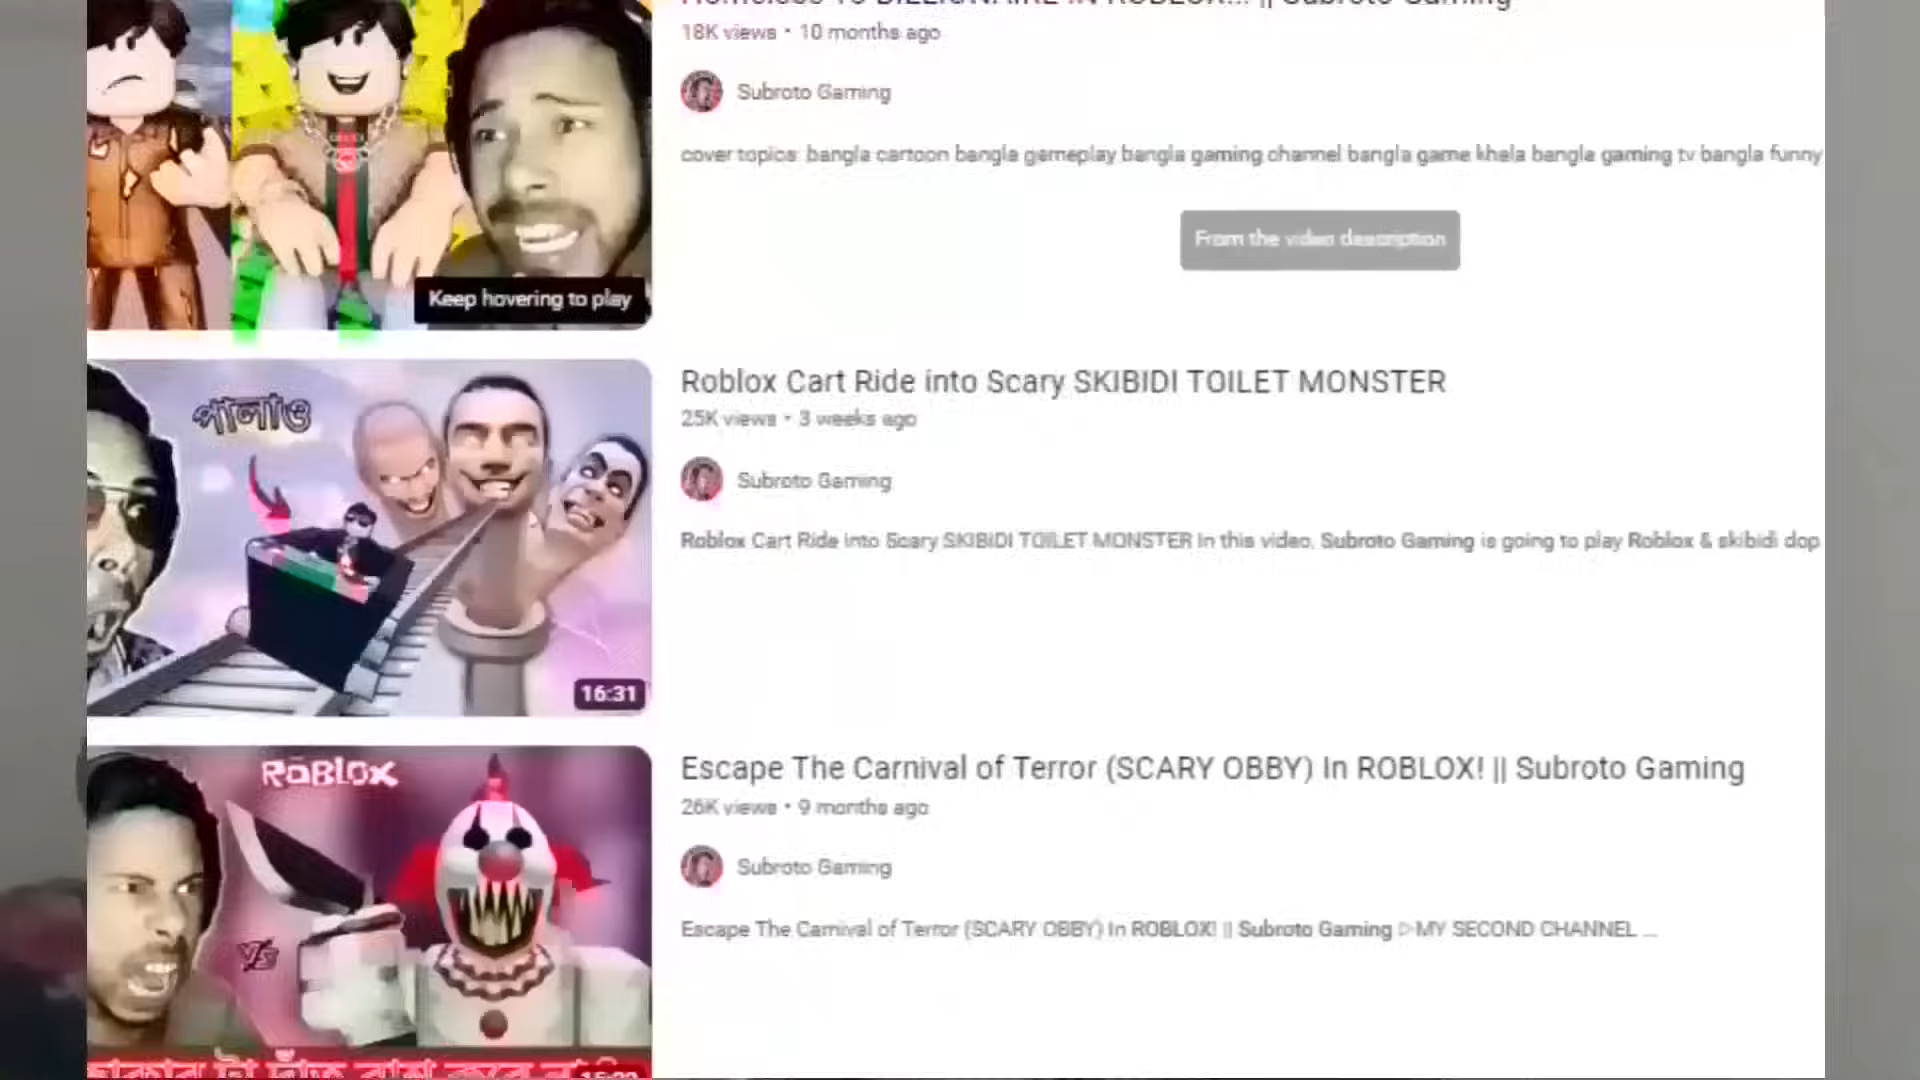 18K views • 10 months ago
Subroto Gaming
cover topics: bangla cartoon bangla gameplay bangla gaming channel bangla game khela bangla gaming tv bangla funny
From the video description
Keep hovering to play
Roblox Cart Ride into Scary SKIBIDI TOILET MONSTER
25K views • 3 weeks ago
পালাও
Subroto Gaming
Roblox Cart Ride into Scary SKIBIDI TOILET MONSTER In this video, Subroto Gaming is going to play Roblox & skibidi dop
16:31
ROBLOX
Escape The Carnival of Terror (SCARY OBBY) In ROBLOX! || Subroto Gaming
26K views • 9 months ago
Subroto Gaming
VS
Escape The Carnival of Terror (SCARY OBBY) In ROBLOX! || Subroto Gaming ▷MY SECOND CHANNEL ...